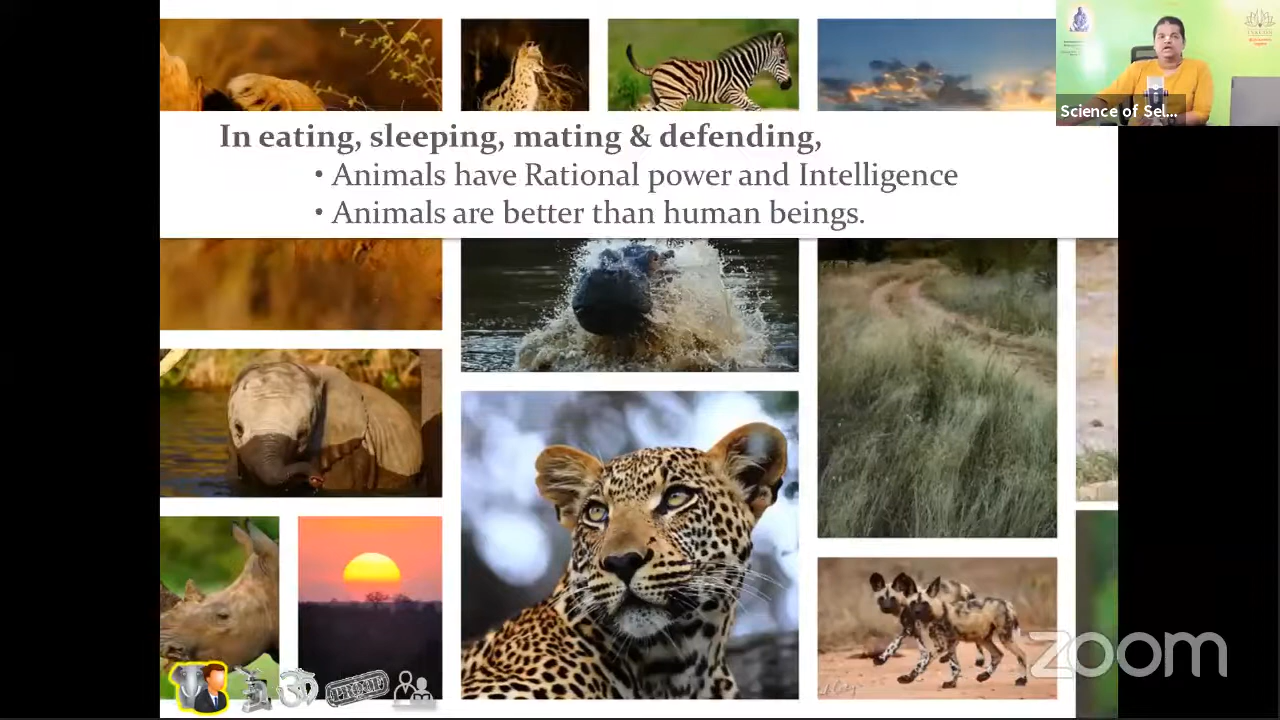 In eating, sleeping, mating & defending,
• Animals have Rational power and Intelligence
• Animals are better than human beings.
Science of Sel...
PROOF
zoom